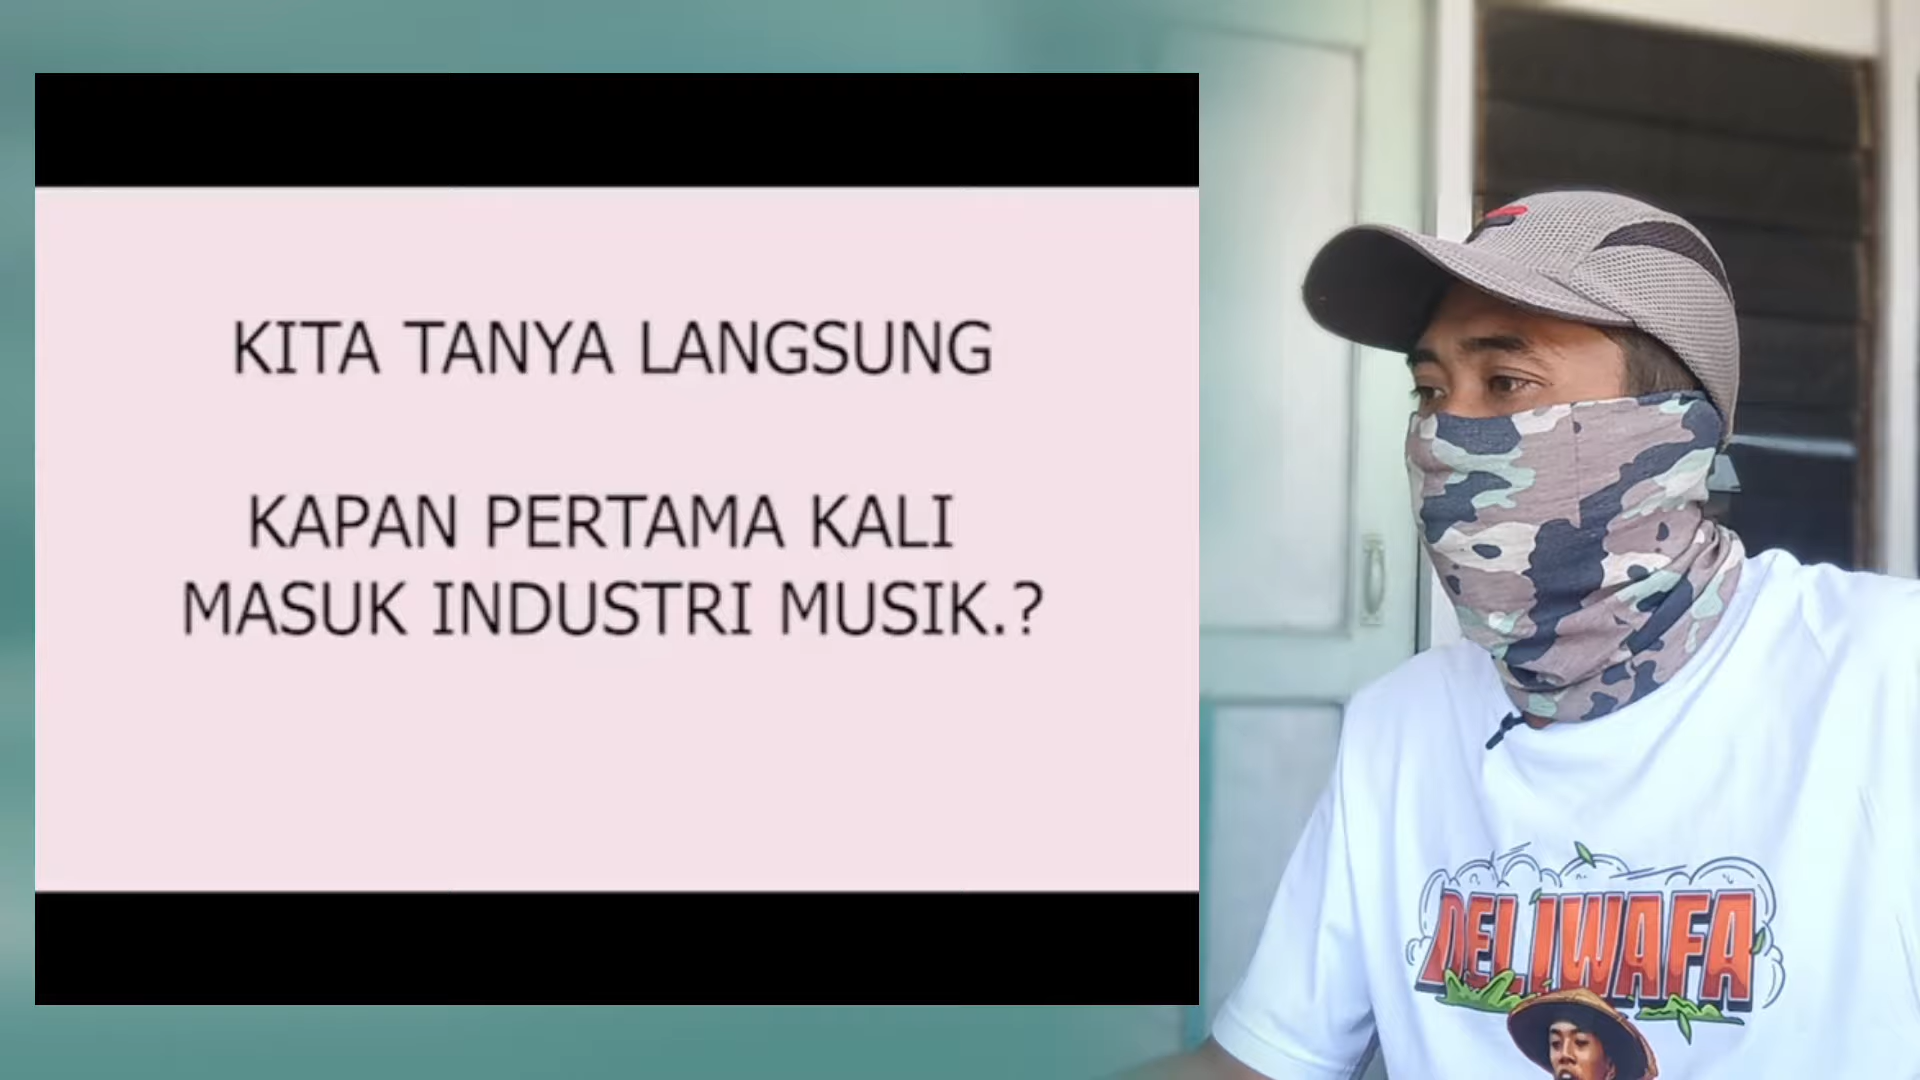 KITA TANYA LANGSUNG
KAPAN PERTAMA KALI
MASUK INDUSTRI MUSIK.?
DELIWAFA